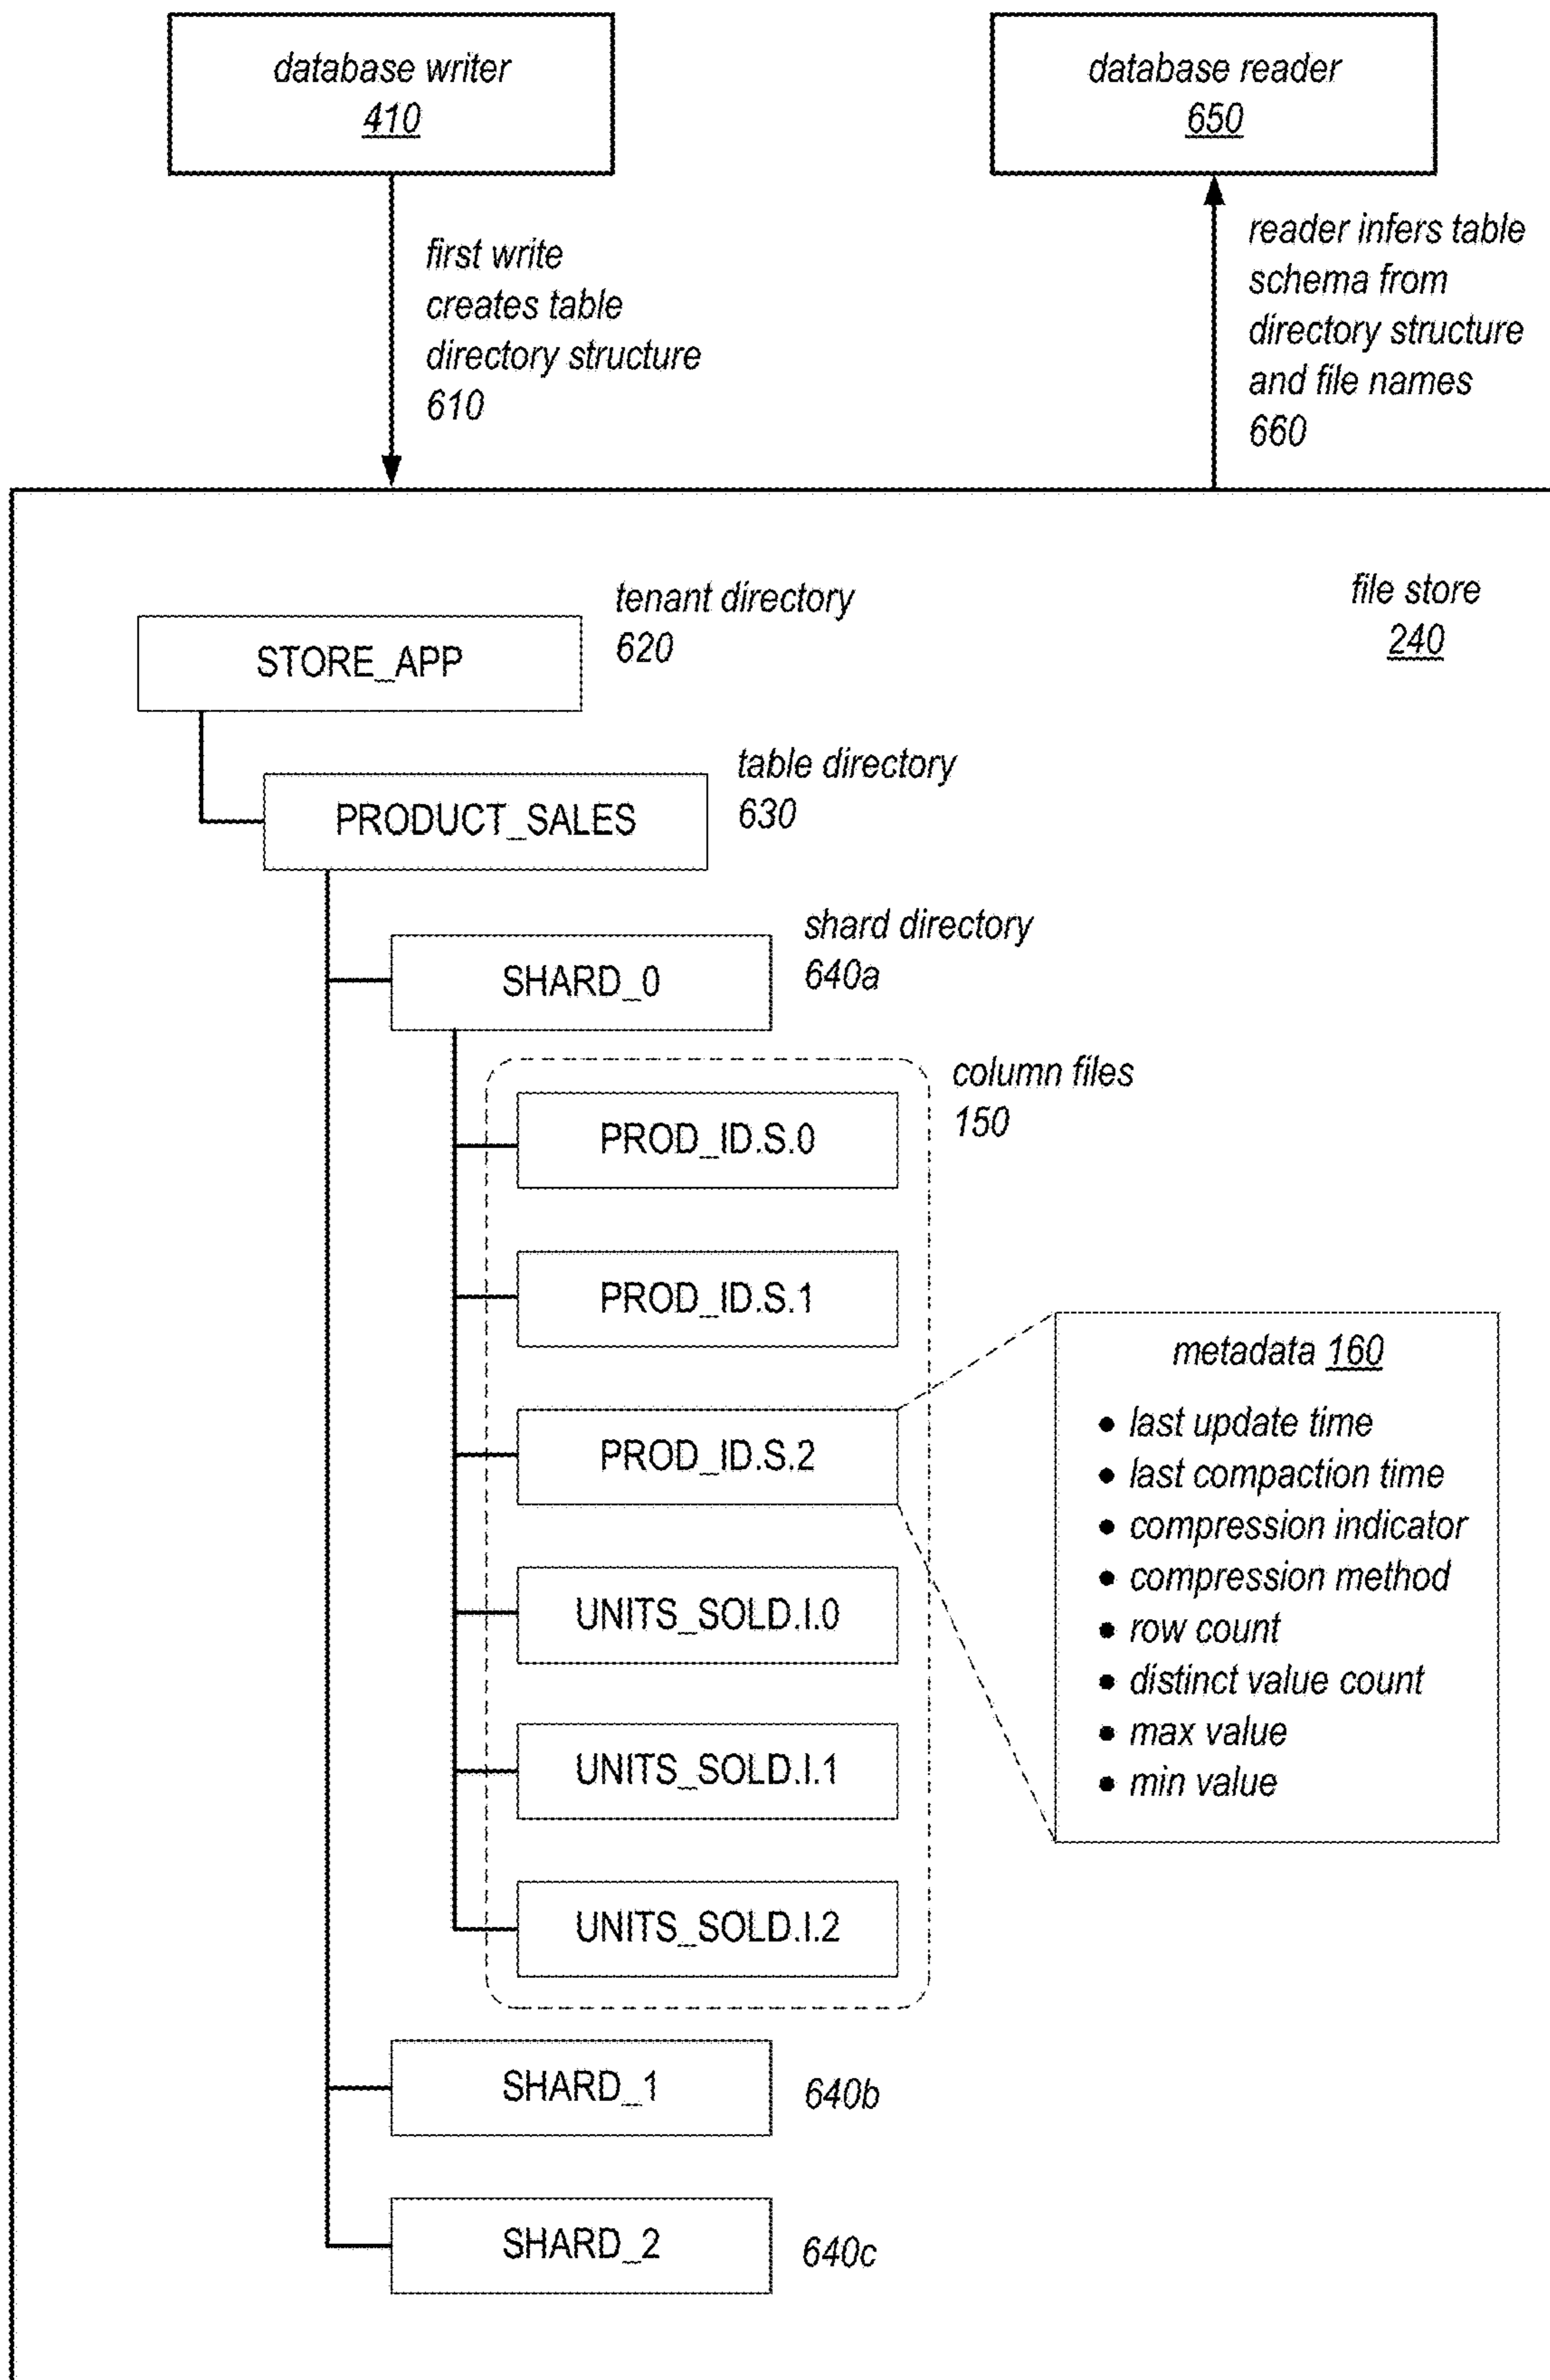 database writer
410
database reader
650
first write
creates table
directory structure
610
reader infers table
schema from
directory structure
and file names
660
file store
240
tenant directory
620
STORE_APP
table directory
630
PRODUCT_SALES
shard directory
640a
SHARD_0
column files
150
PROD_ID.S.0
PROD_ID.S.1
PROD_ID.S.2
metadata 160
• last update time
• last compaction time
• compression indicator
• compression method
• row count
• distinct value count
• max value
• min value
UNITS_SOLD.I.0
UNITS_SOLD.I.1
UNITS_SOLD.I.2
SHARD_1
640b
SHARD_2
640c